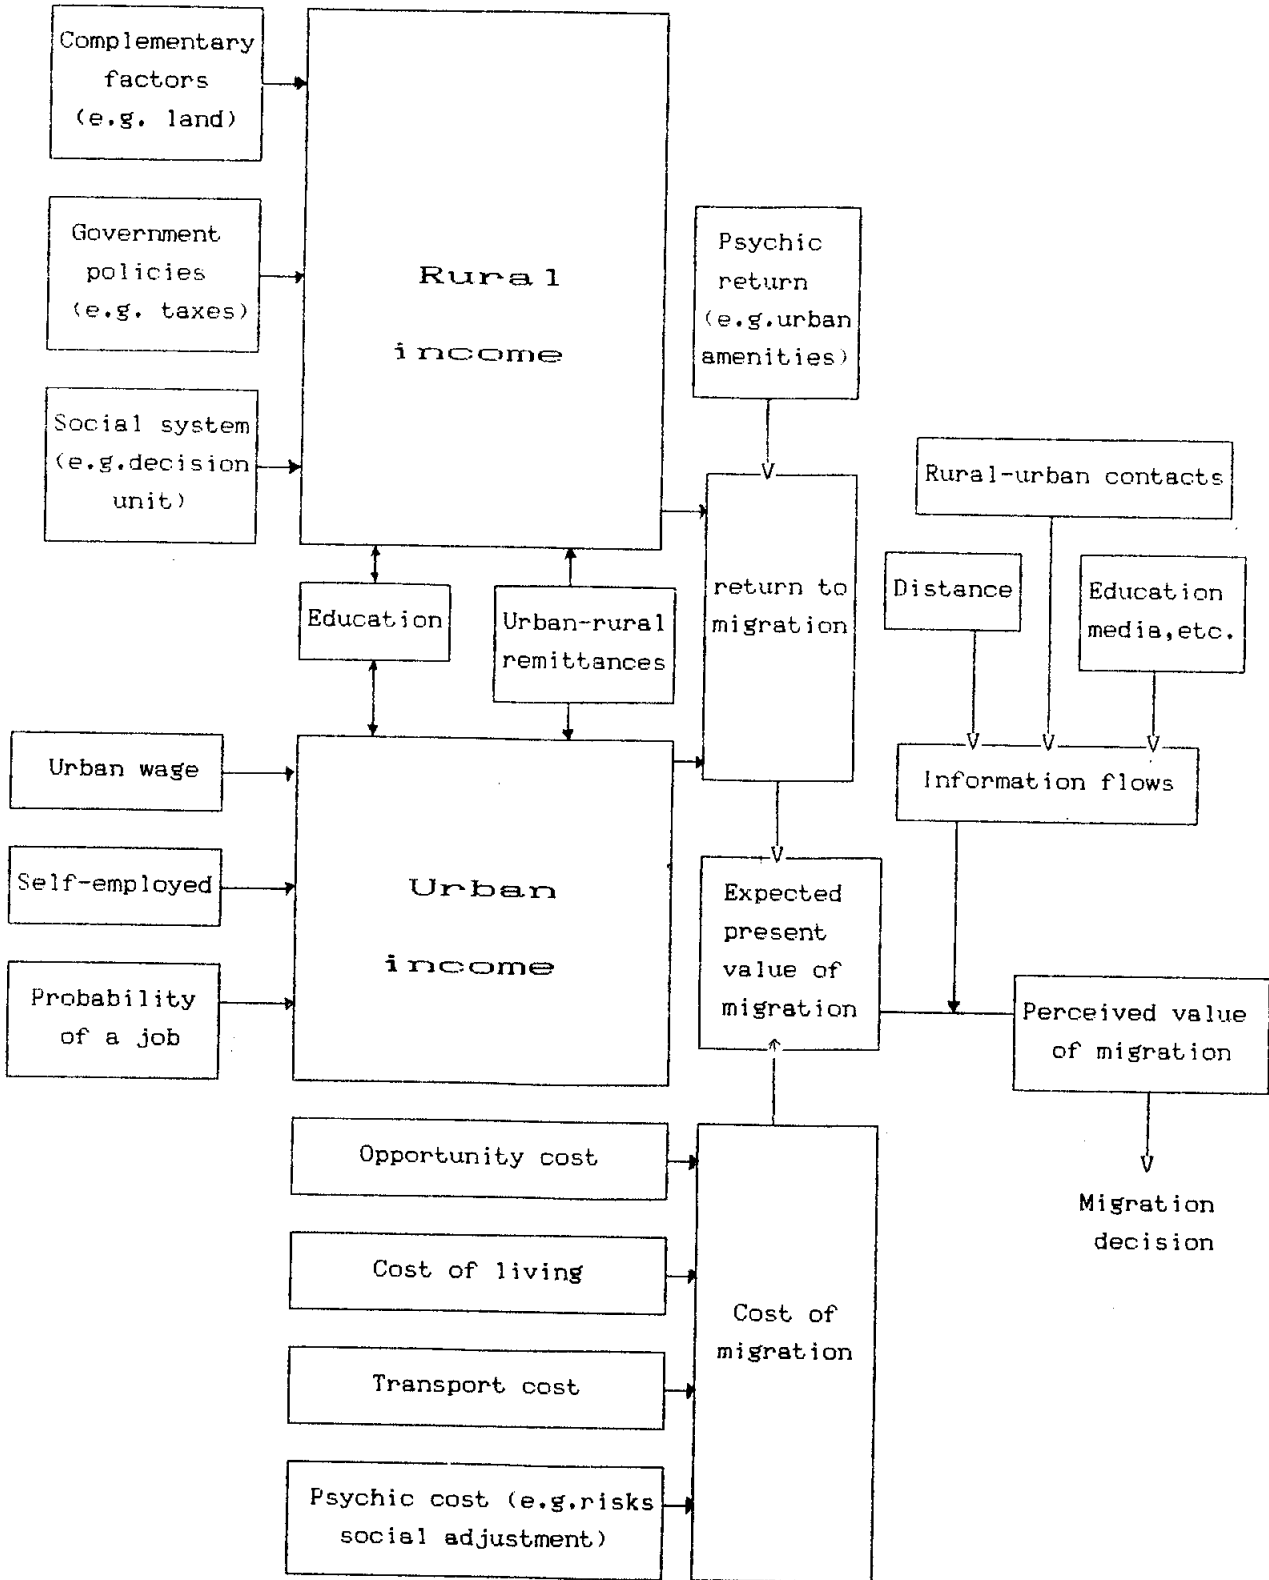 Complementary
factors
(e.g. land)
Government
policies
(e.g. taxes)
Social system
(e.g.decision
unit)
Rural
income
Psychic
return
(e.g.urban
amenities)
Rural-urban contacts
Education
Urban-rural
remittances
return to
migration
Distance
Education
media,etc.
Urban wage
Self-employed
Probability
of a job
Urban
income
Information flows
Expected
present
value of
migration
Perceived value
of migration
Opportunity cost
Cost of living
Transport cost
Psychic cost (e.g.risks
social adjustment)
Cost of
migration
Migration
decision